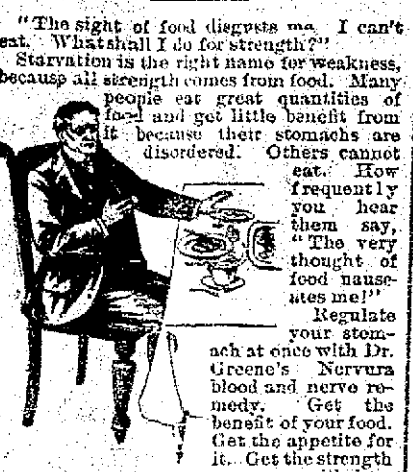 "The sight of food disgusts me. I can't
eat. What shall I do for strength?"
Starvation is the right name for weakness,
because all strength comes from food. Many
people eat great quantities of
food and get little benefit from
it because their stomachs are
disordered. Others cannot
eat. How
frequently
you hear
them say,
"The very
thought of
food nause-
ates me!"
Regulate
your stom-
ach at once with Dr.
Greene's Nervura
blood and nerve re-
medy. Get the
benefit of your food.
Get the appetite for
it. Get the strength